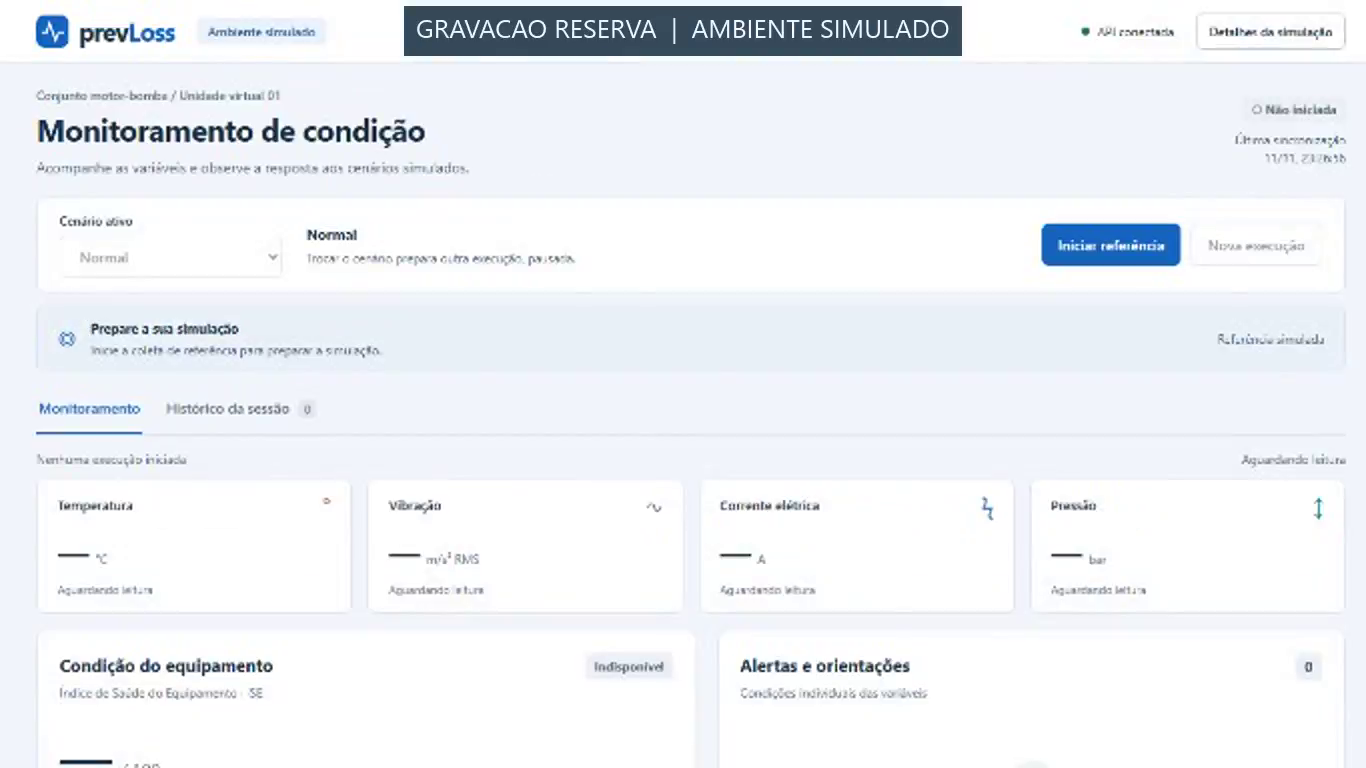 prevLoss
Ambiente simulado
GRAVACAO RESERVA | AMBIENTE SIMULADO
API conectada
Detalhes da simulação
Conjunto motor-bomba / Unidade virtual 01
Não iniciada
Monitoramento de condição
Última sincronização
Acompanhe as variáveis e observe a resposta aos cenários simulados.
Cenário ativo
Normal
Normal
Trocar o cenário prepara outra execução, pausada.
Iniciar referência
Nova execução
Prepare a sua simulação
Inicie a coleta de referência para preparar a simulação.
Referência simulada
Monitoramento
Histórico da sessão 0
Nenhuma execução iniciada
Aguardando leitura
Temperatura
— °C
Aguardando leitura
Vibração
— m/s² RMS
Aguardando leitura
Corrente elétrica
— A
Aguardando leitura
Pressão
— bar
Aguardando leitura
Condição do equipamento
Indisponível
Índice de Saúde do Equipamento · ISE
Alertas e orientações
0
Condições individuais das variáveis